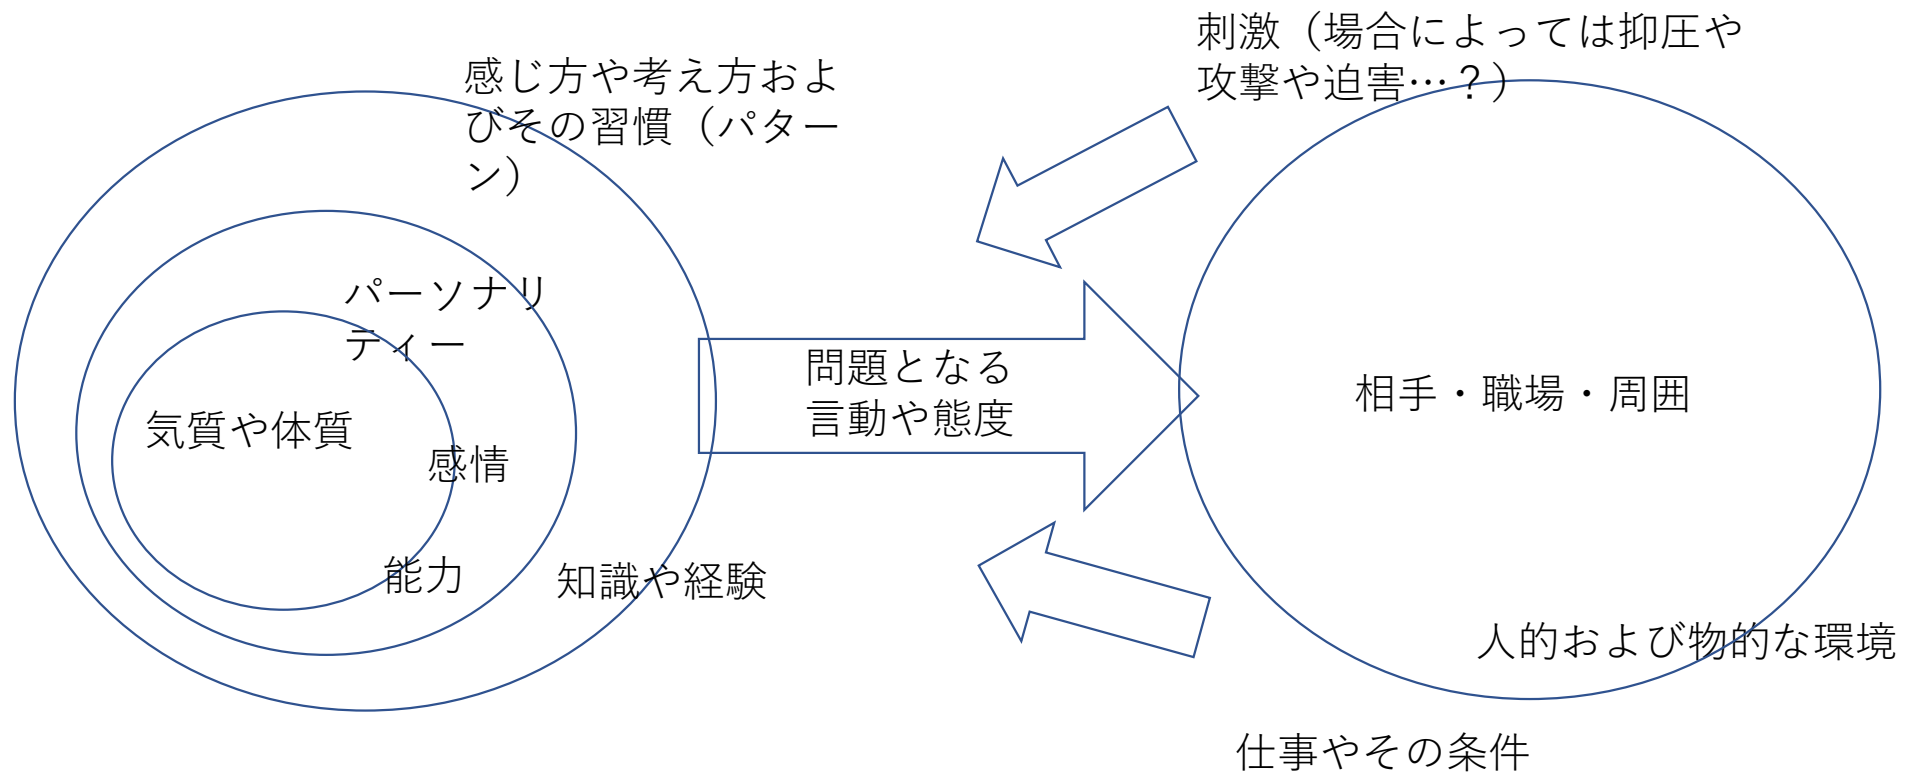 感じ方や考え方およ
びその習慣（パター
ン）
パーソナリ
ティー
気質や体質
感情
能力
知識や経験
問題となる
言動や態度
刺激（場合によっては抑圧や
攻撃や迫害…？）
相手・職場・周囲
人的および物的な環境
仕事やその条件